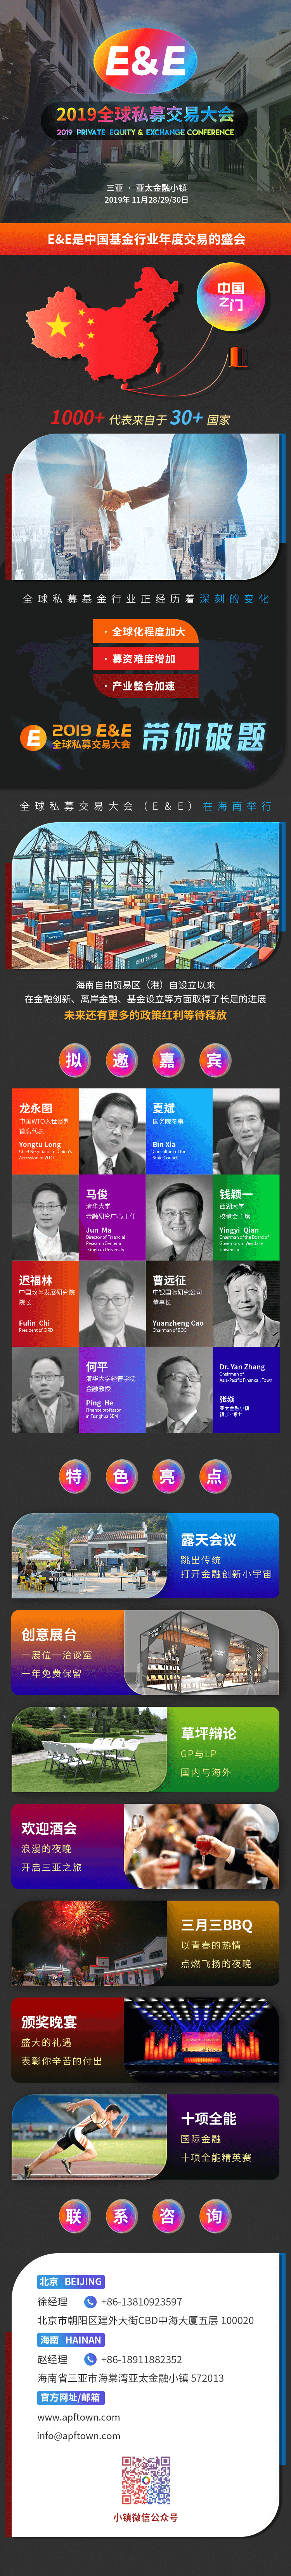 E&E
2019全球私募交易大会
2019 PRIVATE EQUITY & EXCHANGE CONFERENCE
三亚 · 亚太金融小镇
2019年 11月28/29/30日
E&E是中国基金行业年度交易的盛会
中国
之门
1000+ 代表来自于 30+ 国家
全球私募基金行业正经历着深刻的变化
· 全球化程度加大
· 募资难度增加
· 产业整合加速
E 2019 E&E
全球私募交易大会
带你破题
全球私募交易大会（E&E）在海南举行
海南自由贸易区（港）自设立以来
在金融创新、离岸金融、基金设立等方面取得了长足的进展
未来还有更多的政策红利等待释放
拟邀嘉宾
龙永图
中国WTO入世谈判
首席代表
Yongtu Long
Chief Negotiator of China's
Accession to WTO
夏斌
国务院参事
Bin Xia
Consultant of the
State Council
马俊
清华大学
金融研究中心主任
Jun Ma
Director of Financial
Research Center in
Tsinghua University
钱颖一
西湖大学
校董会主席
Yingyi Qian
Chairman of the Board of
Governors in Westlake
University
迟福林
中国改革发展研究院
院长
Fulin Chi
President of CIRD
曹远征
中银国际研究公司
董事长
Yuanzheng Cao
Chairman of BOCI
何平
清华大学经管学院
金融教授
Ping He
Finance professor
in Tsinghua SEM
Dr. Yan Zhang
Chairman of
Asia-Pacific Financail Town
张焱
亚太金融小镇
镇长·博士
特色亮点
露天会议
跳出传统
打开金融创新小宇宙
创意展台
一展位一洽谈室
一年免费保留
草坪辩论
GP与LP
国内与海外
欢迎酒会
浪漫的夜晚
开启三亚之旅
三月三BBQ
以青春的热情
点燃飞扬的夜晚
颁奖晚宴
盛大的礼遇
表彰你辛苦的付出
十项全能
国际金融
十项全能精英赛
联系咨询
北京 BEIJING
徐经理 +86-13810923597
北京市朝阳区建外大街CBD中海大厦五层 100020
海南 HAINAN
赵经理 +86-18911882352
海南省三亚市海棠湾亚太金融小镇 572013
官方网址/邮箱
www.apftown.com
info@apftown.com
小镇微信公众号